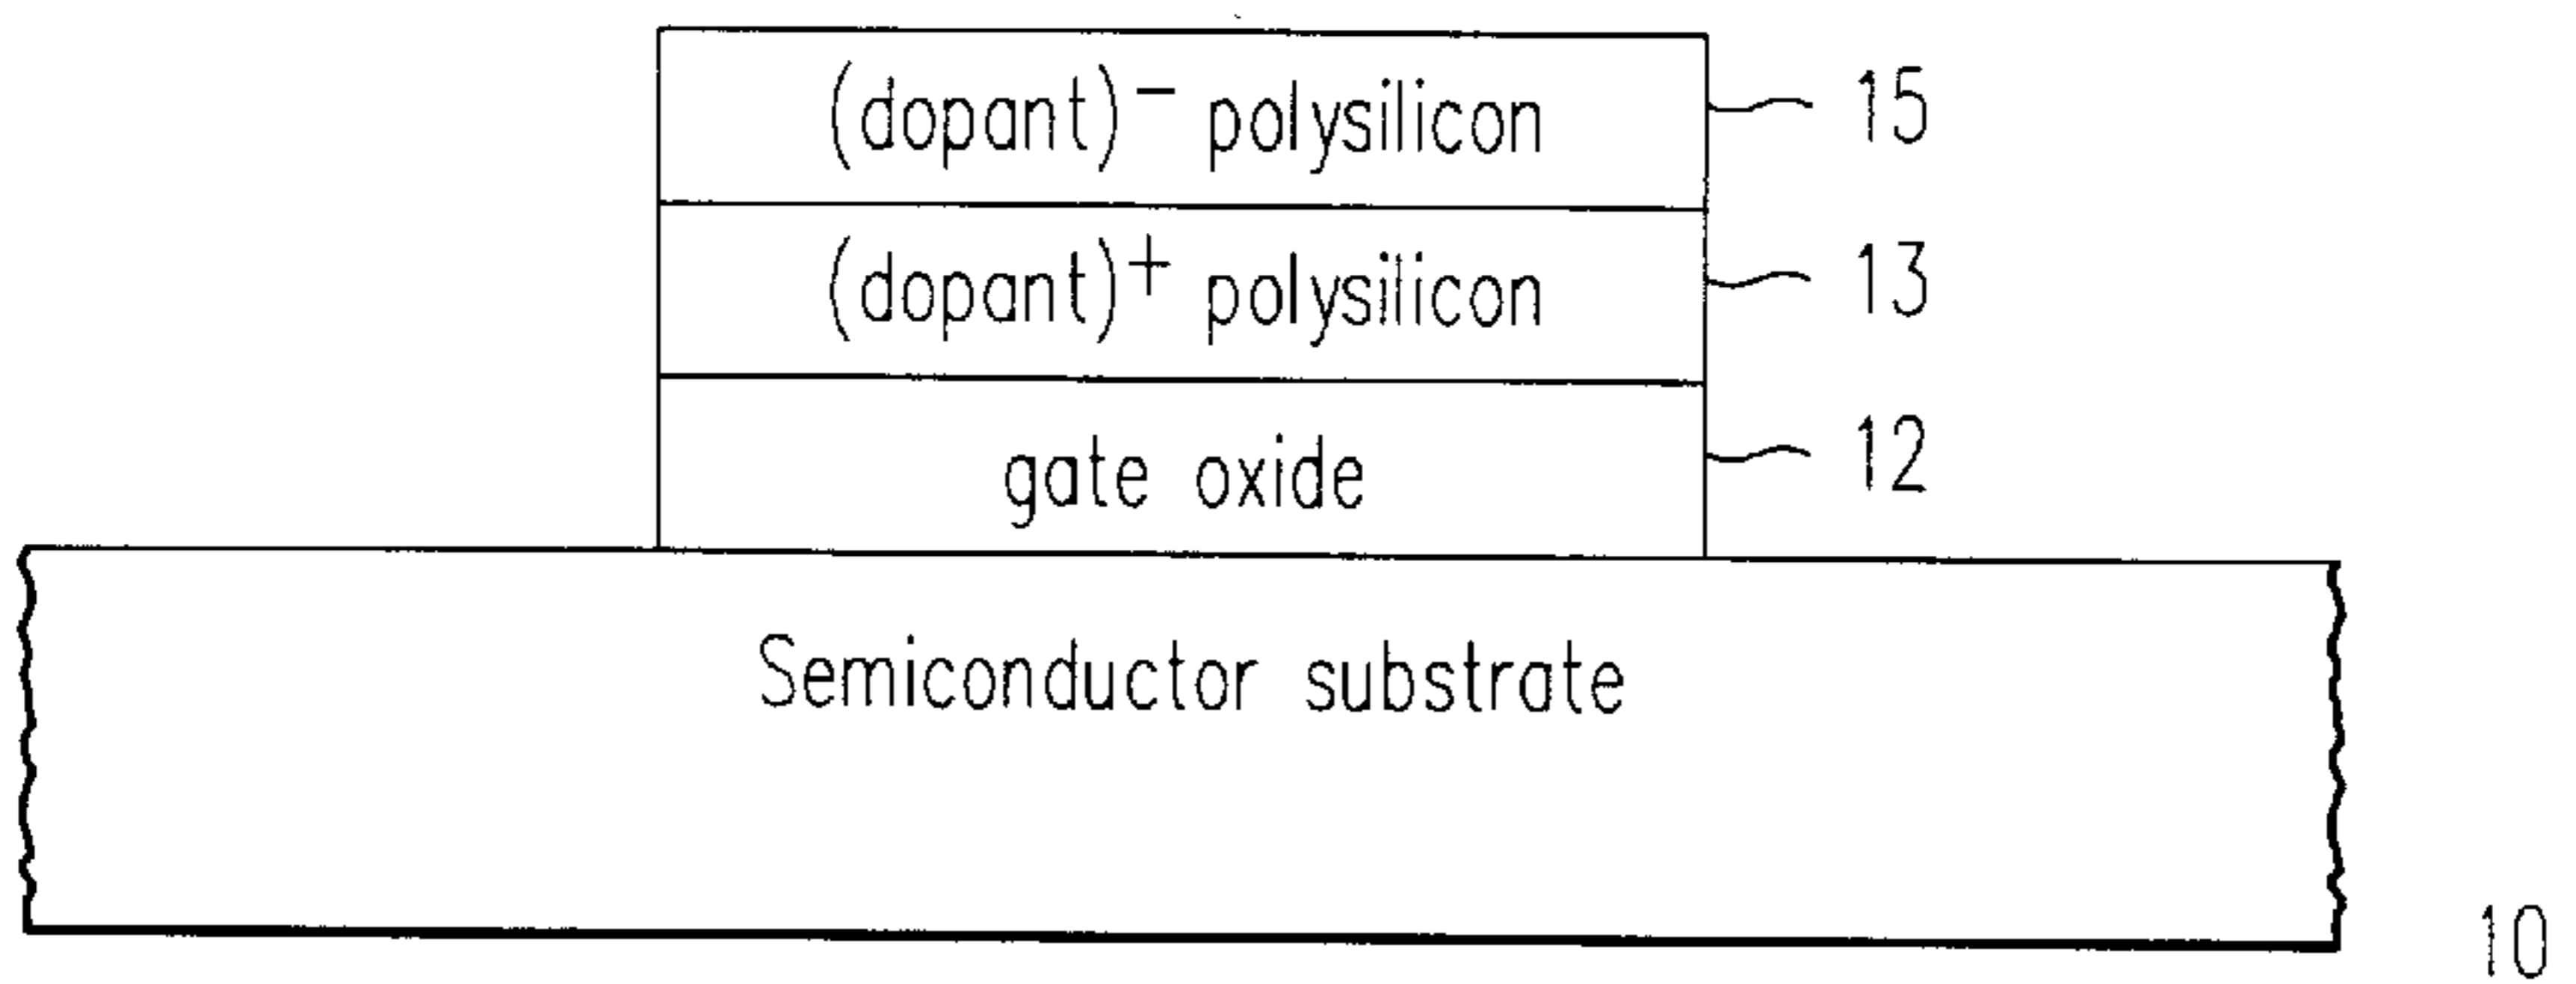 (dopant)⁻ polysilicon 15
(dopant)⁺ polysilicon 13
gate oxide 12
Semiconductor substrate
10